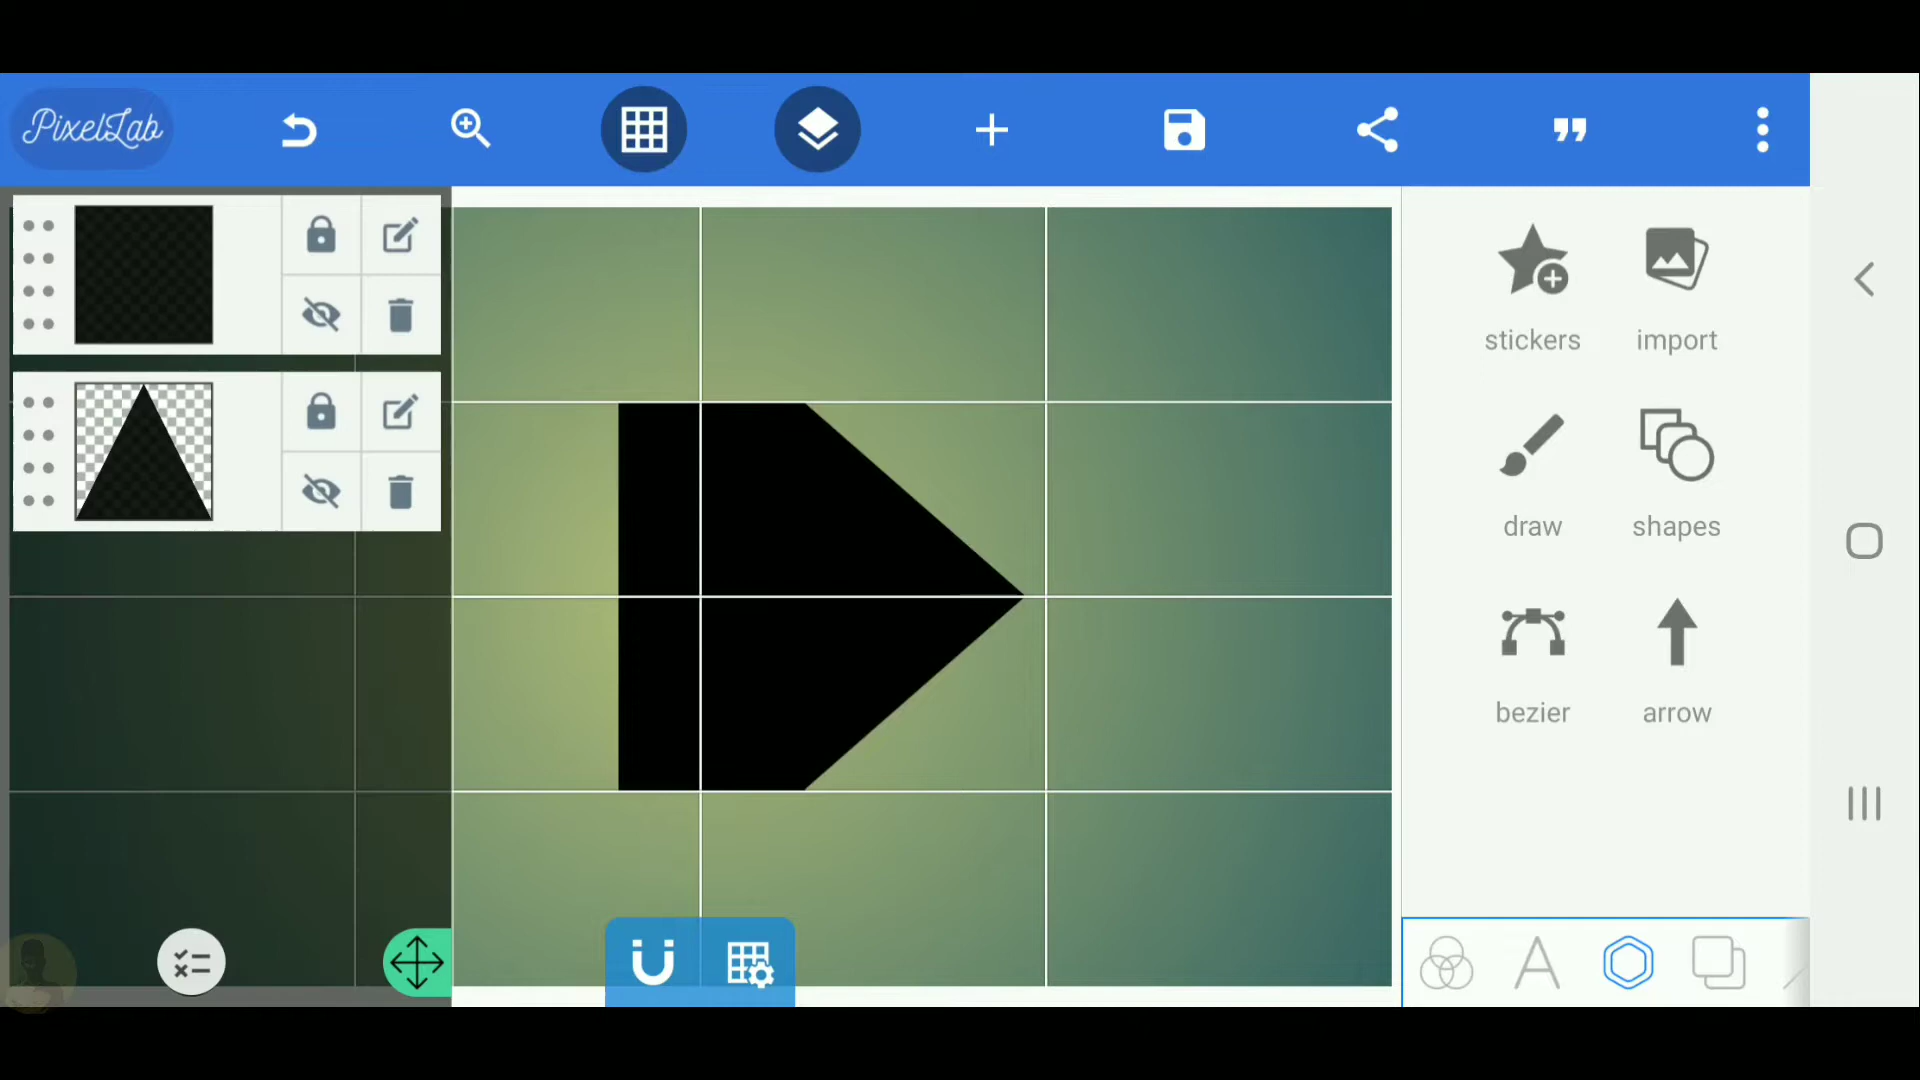 PixelLab
stickers
import
draw
shapes
bezier
arrow